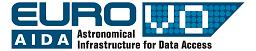 EURO VO
AIDA Astronomical
Infrastructure for Data Access